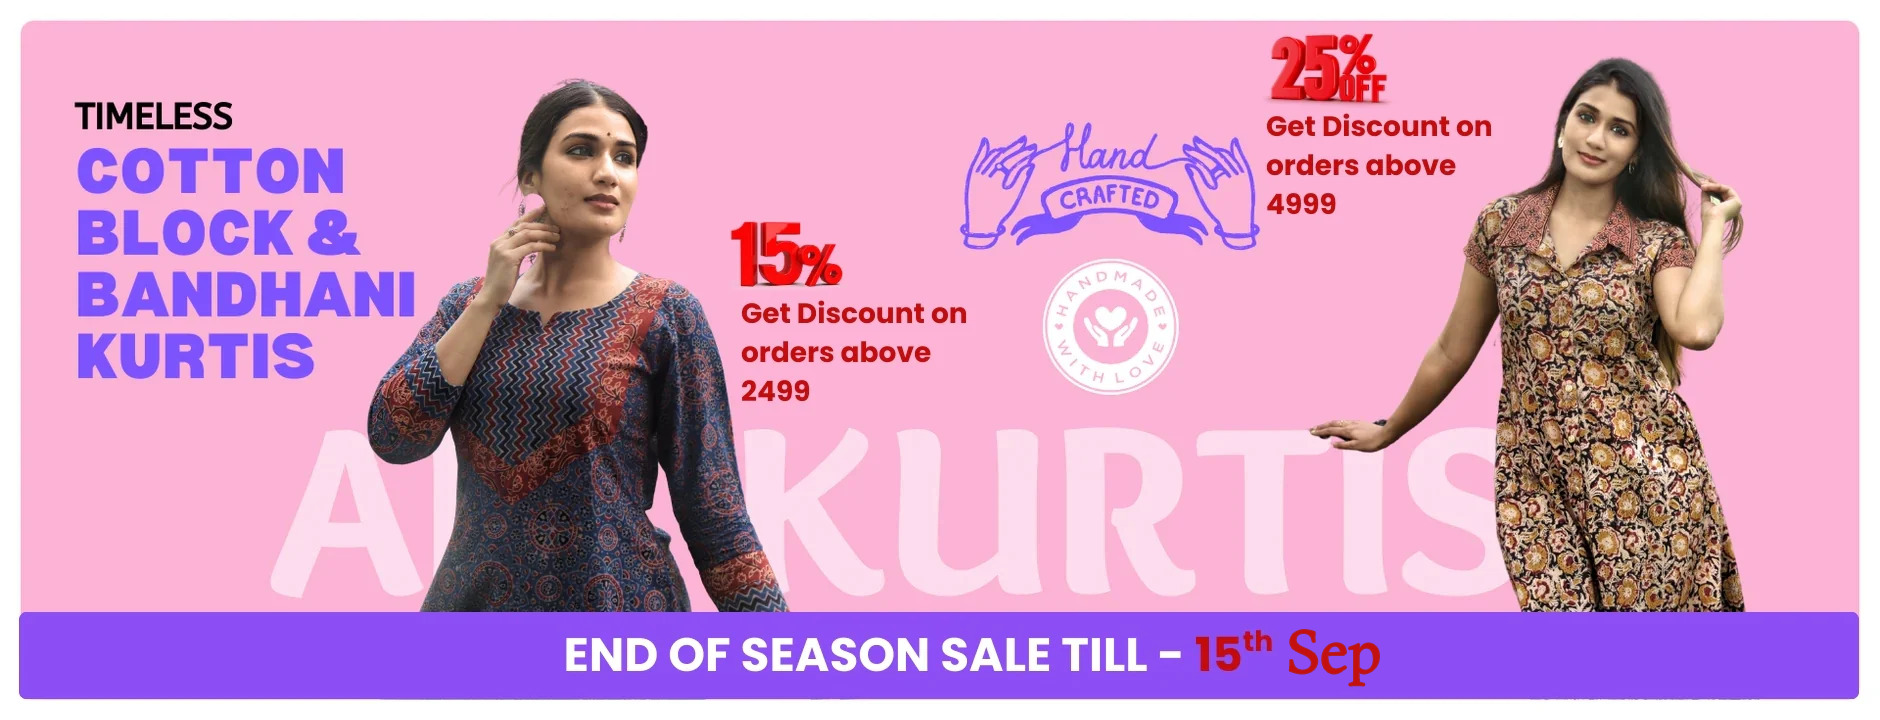 TIMELESS
COTTON
BLOCK &
BANDHANI
KURTIS
15%
Get Discount on
orders above
2499
Hand
CRAFTED
HANDMADE
WITH LOVE
25%
OFF
Get Discount on
orders above
4999
KURTIS
END OF SEASON SALE TILL - 15th Sep